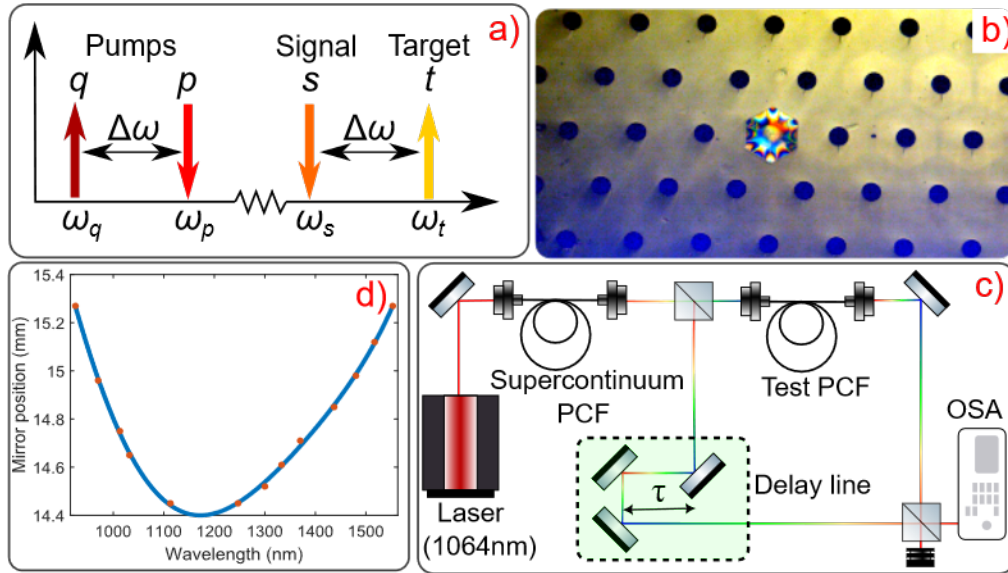 a)
Pumps Signal Target
q p s t
Δω Δω
ω_q ω_p ω_s ω_t
b)
d)
15.4
15.2
15
14.8
14.6
14.4
Mirror position (mm)
1000 1100 1200 1300 1400 1500
Wavelength (nm)
c)
Supercontinuum
PCF
Test PCF
OSA
Laser
(1064nm)
τ
Delay line